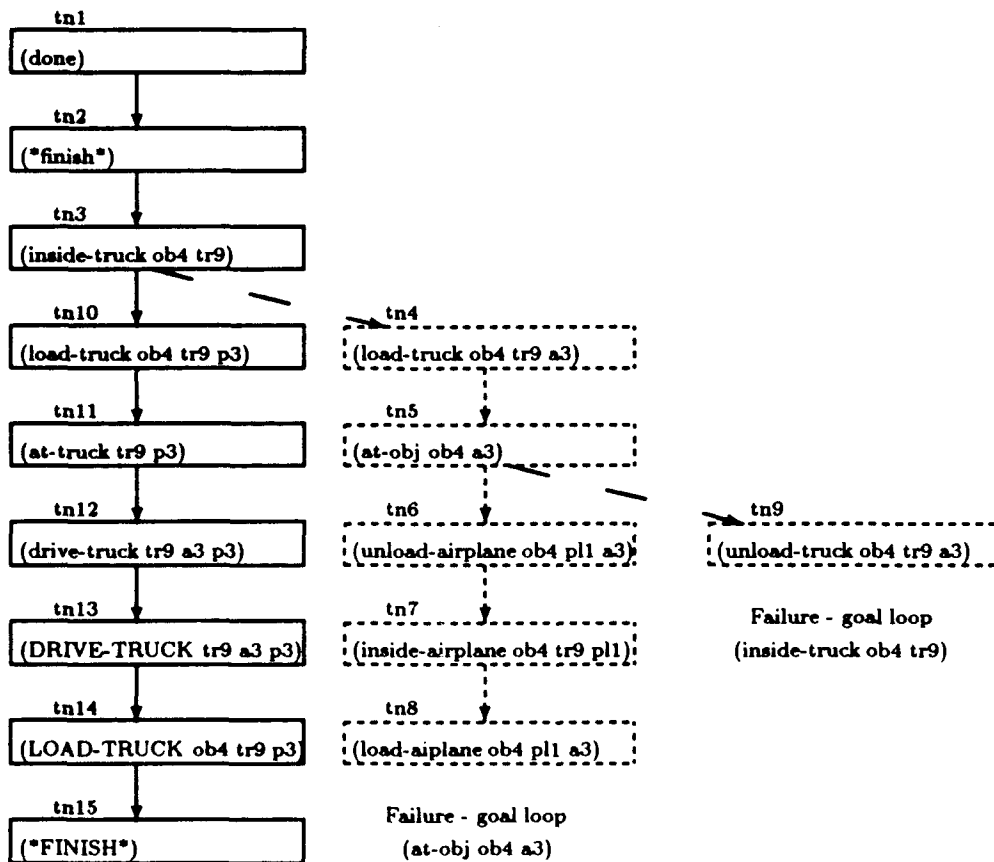 tn1
(done)
tn2
(*finish*)
tn3
(inside-truck ob4 tr9)
tn10
(load-truck ob4 tr9 p3)
tn11
(at-truck tr9 p3)
tn12
(drive-truck tr9 a3 p3)
tn13
(DRIVE-TRUCK tr9 a3 p3)
tn14
(LOAD-TRUCK ob4 tr9 p3)
tn15
(*FINISH*)
tn4
(load-truck ob4 tr9 a3)
tn5
(at-obj ob4 a3)
tn6
(unload-airplane ob4 pl1 a3)
tn7
(inside-airplane ob4 tr9 pl1)
tn8
(load-aiplane ob4 pl1 a3)
Failure - goal loop
(at-obj ob4 a3)
tn9
(unload-truck ob4 tr9 a3)
Failure - goal loop
(inside-truck ob4 tr9)